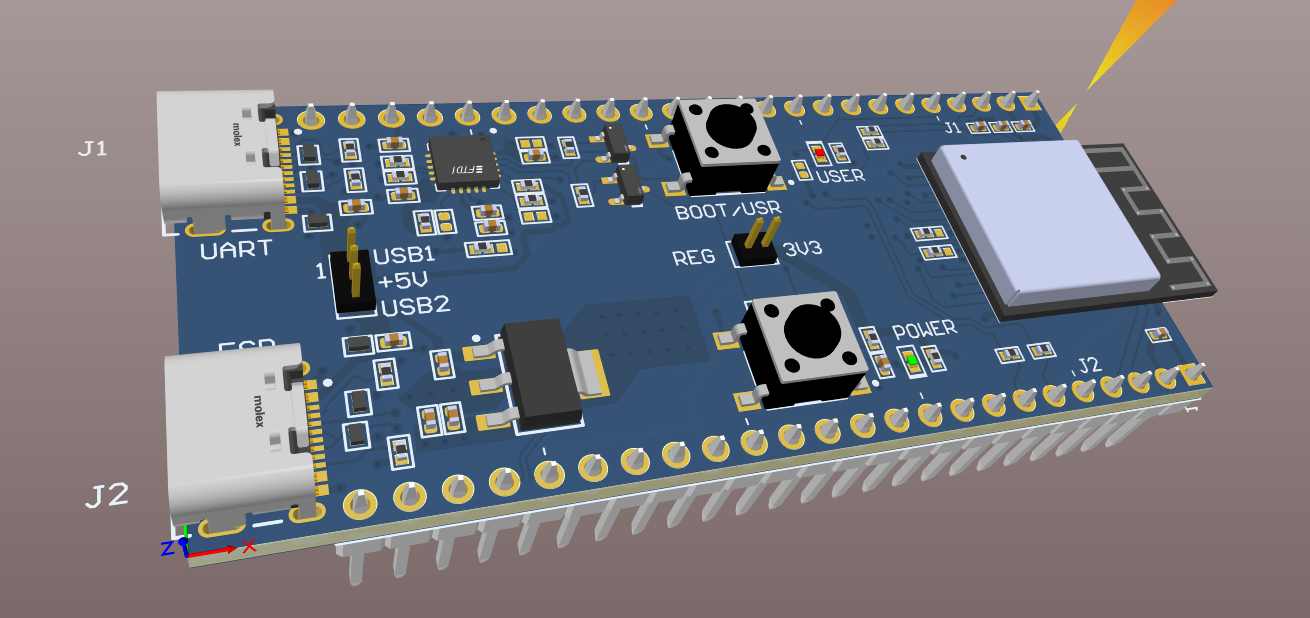 J1
molex
UART
FTDI
USER
J1
BOOT/USR
REG
3V3
1
USB1
+5V
USB2
ESP
POWER
J2
1
molex
J2
Z
X